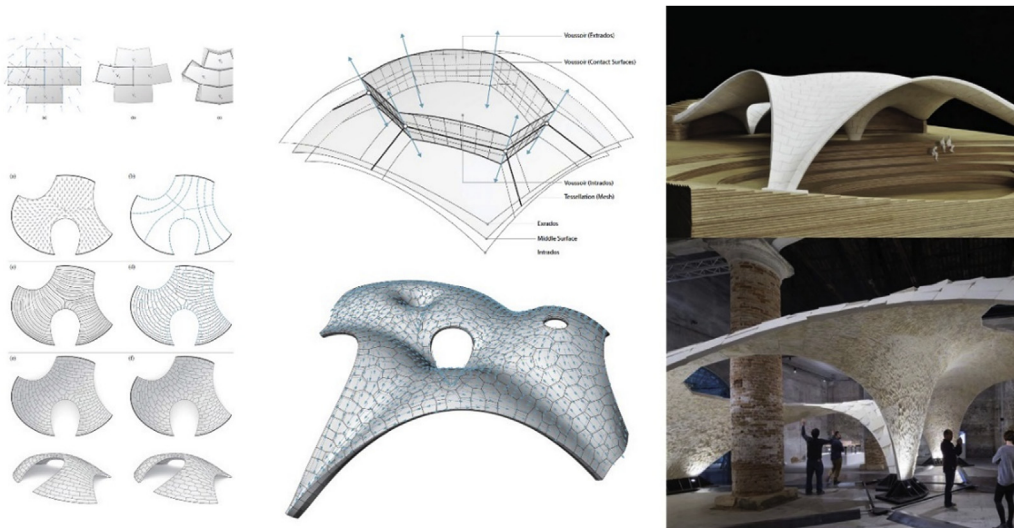 (a)
(b)
(c)
(a)
(b)
(c)
(d)
(e)
(f)
Voussoir (Extrados)
Voussoir (Contact Surfaces)
Voussoir (Intrados)
Tessellation (Mesh)
Extrados
Middle Surface
Intrados